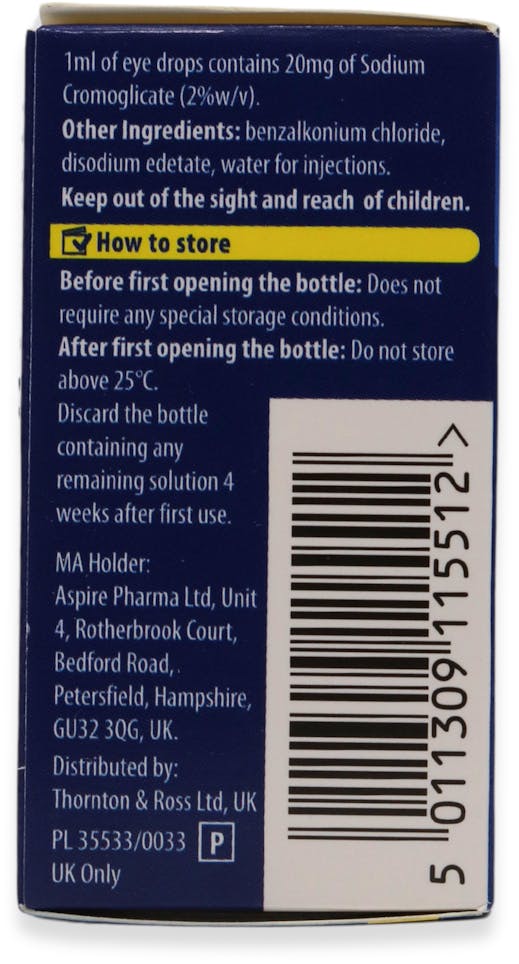 1ml of eye drops contains 20mg of Sodium
Cromoglicate (2%w/v).
Other Ingredients: benzalkonium chloride,
disodium edetate, water for injections.
Keep out of the sight and reach of children.
How to store
Before first opening the bottle: Does not
require any special storage conditions.
After first opening the bottle: Do not store
above 25°C.
Discard the bottle
containing any
remaining solution 4
weeks after first use.
MA Holder:
Aspire Pharma Ltd, Unit
4, Rotherbrook Court,
Bedford Road,.
Petersfield, Hampshire,
GU32 3QG, UK.
Distributed by:
Thornton & Ross Ltd, UK
PL 35533/0033 P
UK Only
5 011309 115512 >